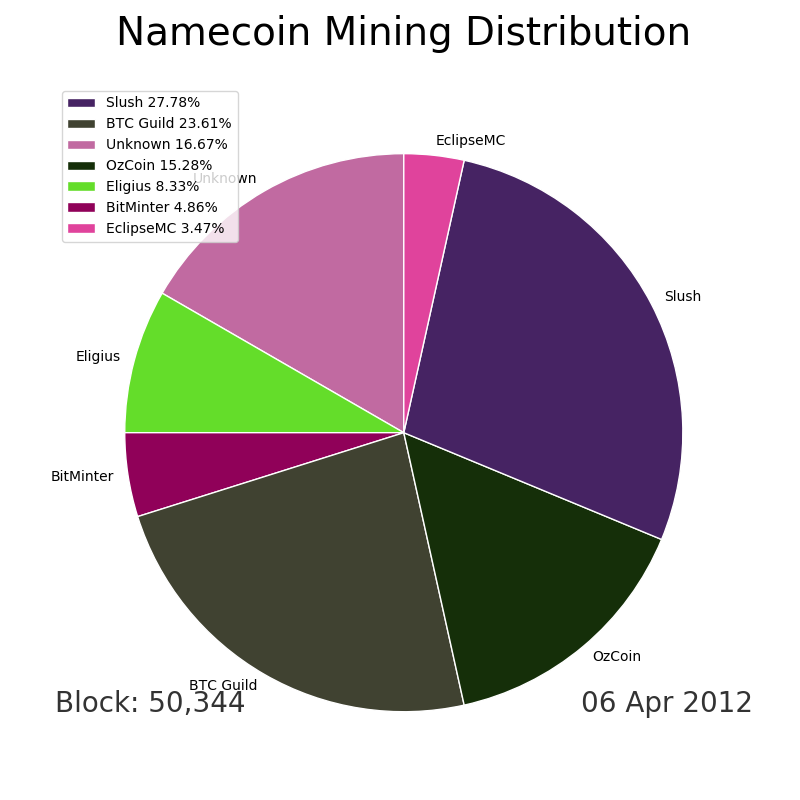 Namecoin Mining Distribution
Slush 27.78%
BTC Guild 23.61%
Unknown 16.67%
OzCoin 15.28%
Eligius 8.33%
BitMinter 4.86%
EclipseMC 3.47%
EclipseMC
Unknown
Slush
Eligius
BitMinter
OzCoin
BTC Guild
Block: 50,344
06 Apr 2012